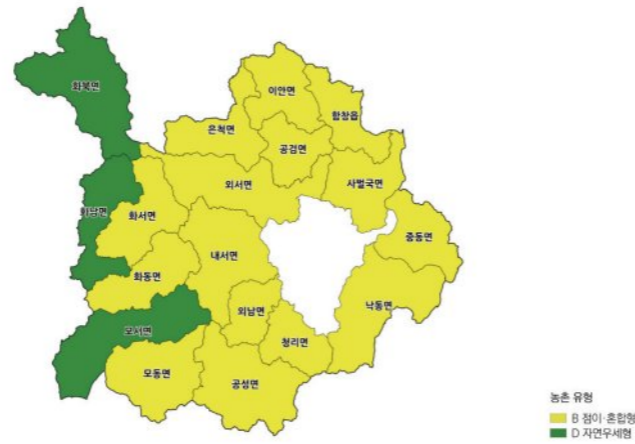 화북면
이안면
함창읍
은척면
공검면
외서면
사벌국면
화남면
화서면
중동면
내서면
화동면
낙동면
외남면
모서면
청리면
모동면
공성면
농촌 유형
B 점이·혼합형
D 자연우세형